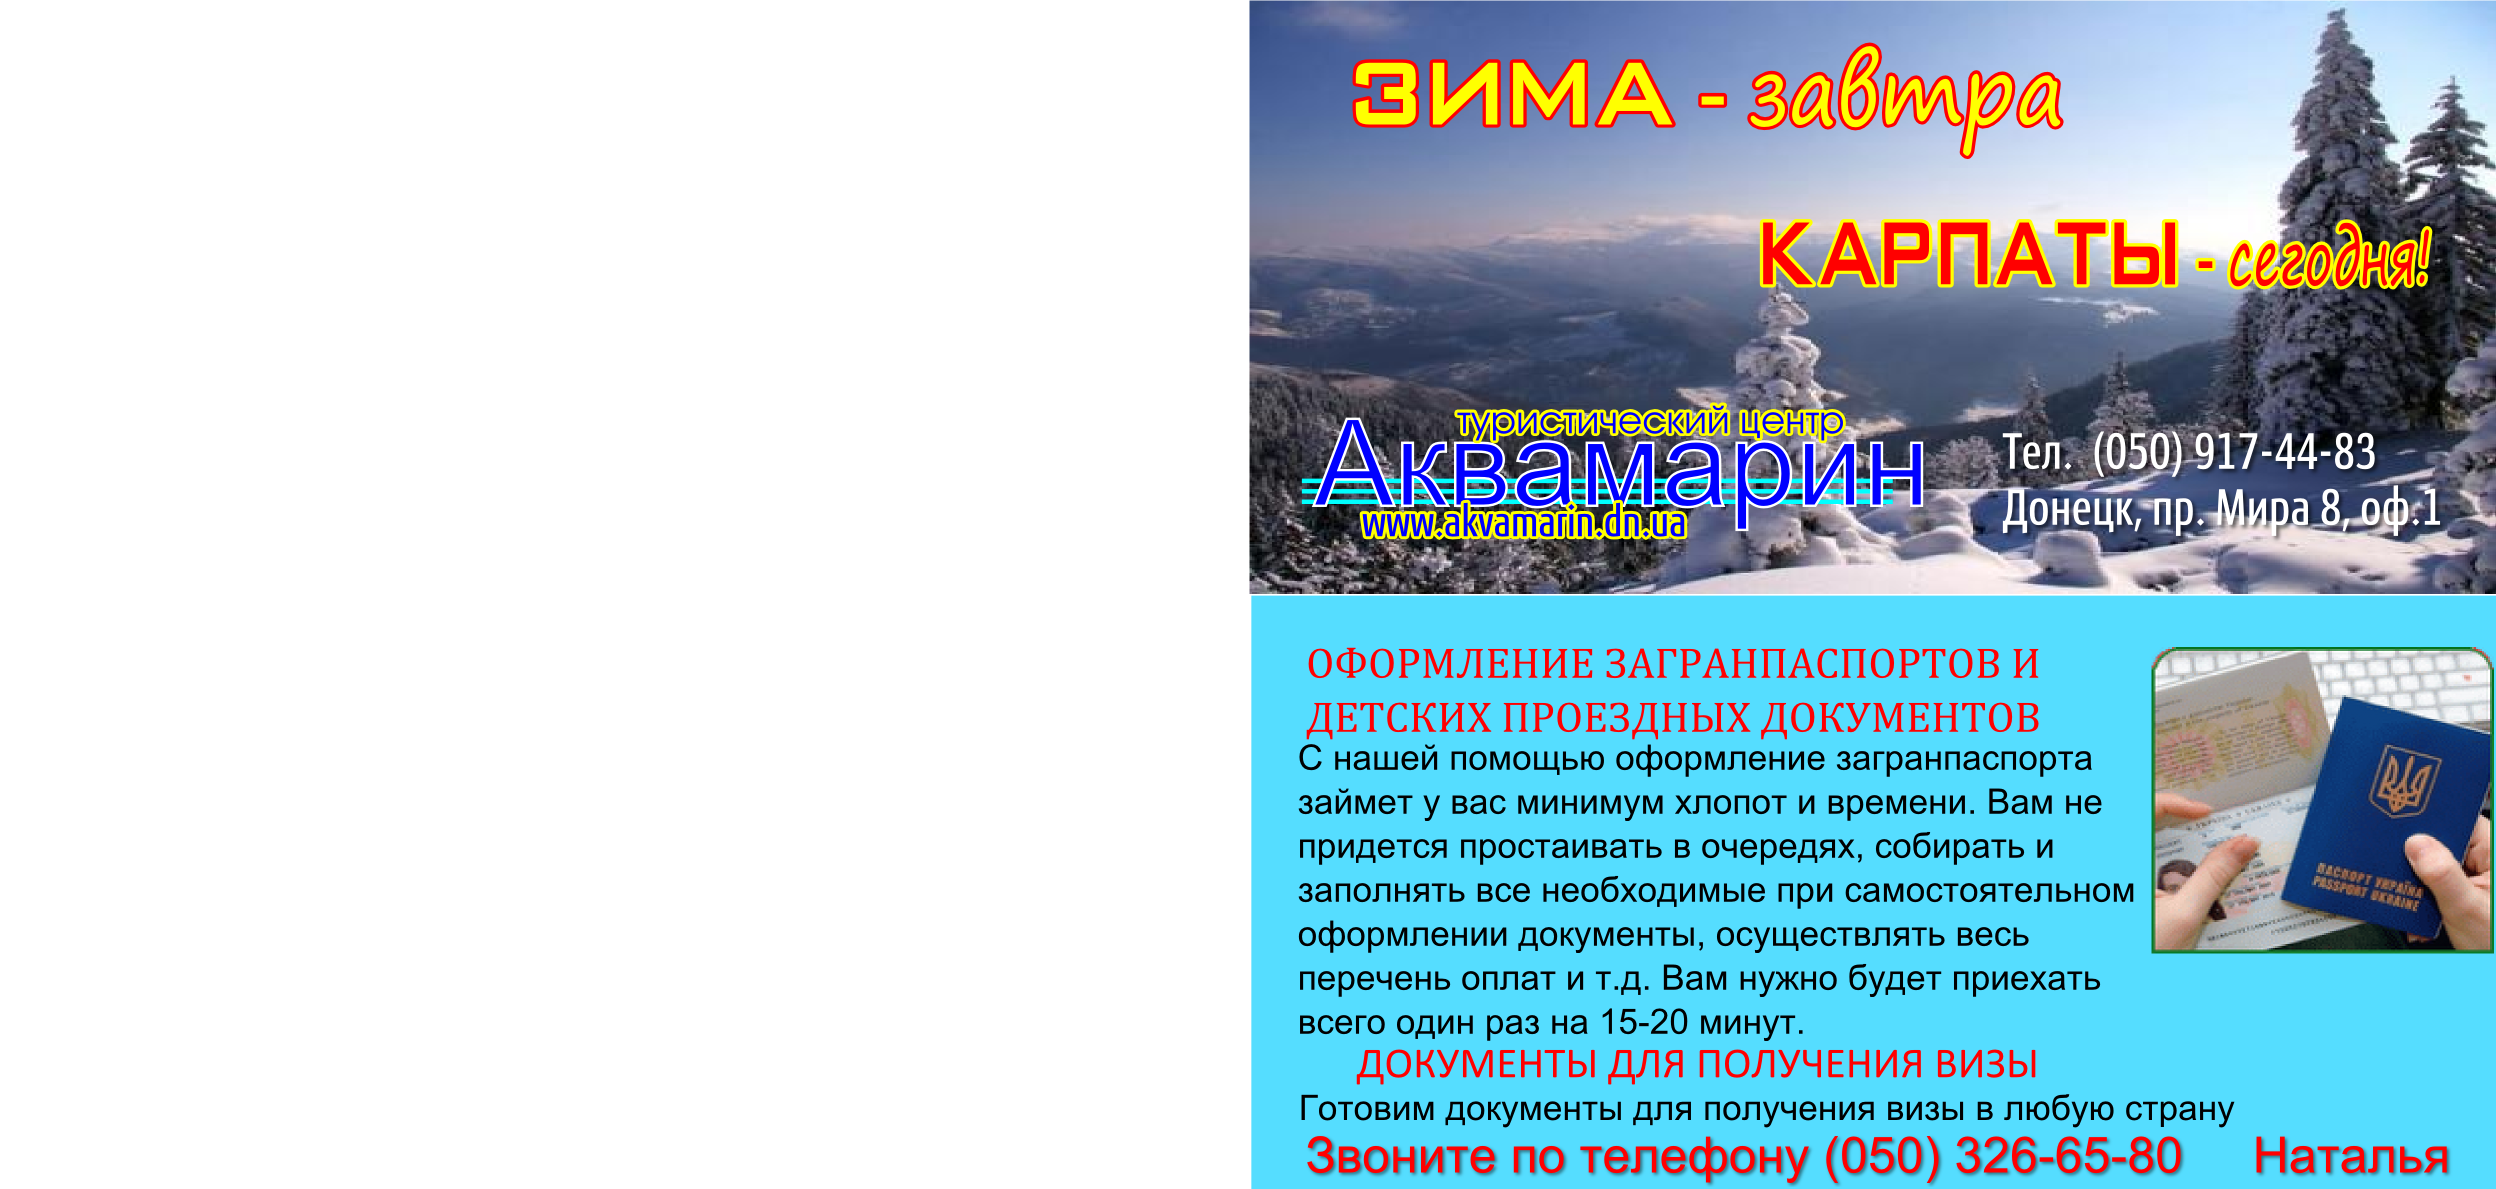 ЗИМА - завтра
КАРПАТЫ - сегодня!
туристический центр
Аквамарин
www.akvamarin.dn.ua
Тел. (050) 917-44-83
Донецк, пр. Мира 8, оф.1
ОФОРМЛЕНИЕ ЗАГРАНПАСПОРТОВ И
ДЕТСКИХ ПРОЕЗДНЫХ ДОКУМЕНТОВ
С нашей помощью оформление загранпаспорта
займет у вас минимум хлопот и времени. Вам не
придется простаивать в очередях, собирать и
заполнять все необходимые при самостоятельном
оформлении документы, осуществлять весь
перечень оплат и т.д. Вам нужно будет приехать
всего один раз на 15-20 минут.
ПАСПОРТ УКРАЇНА
PASSPORT UKRAINE
ДОКУМЕНТЫ ДЛЯ ПОЛУЧЕНИЯ ВИЗЫ
Готовим документы для получения визы в любую страну
Звоните по телефону (050) 326-65-80 Наталья